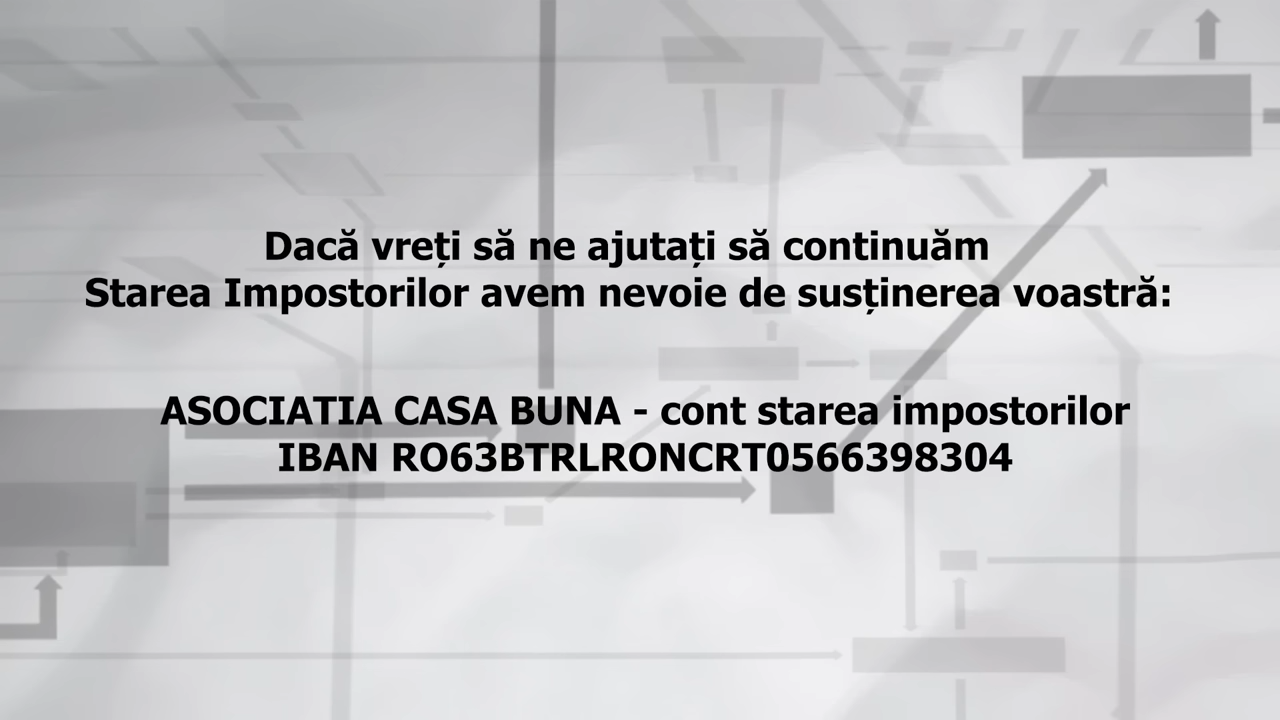 Dacă vreți să ne ajutați să continuăm
Starea Impostorilor avem nevoie de susținerea voastră:
ASOCIATIA CASA BUNA - cont starea impostorilor
IBAN RO63BTRLRONCRT0566398304